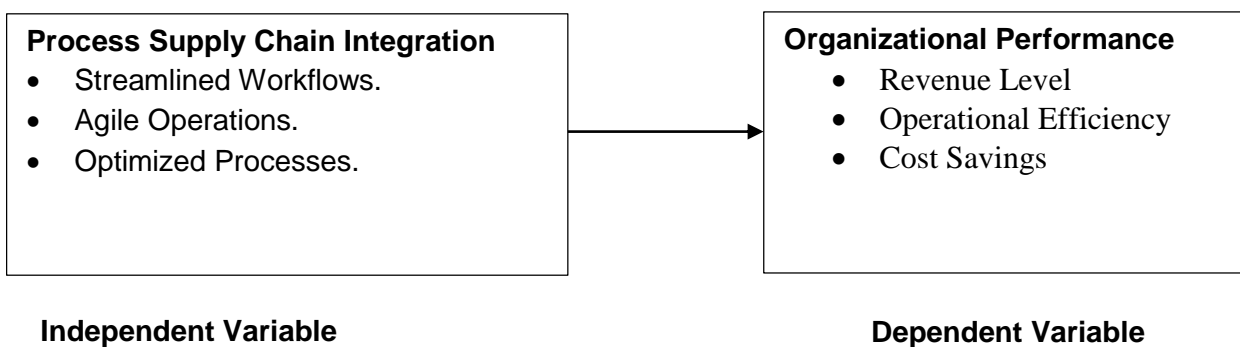 Process Supply Chain Integration
• Streamlined Workflows.
• Agile Operations.
• Optimized Processes.
Organizational Performance
• Revenue Level
• Operational Efficiency
• Cost Savings
Independent Variable
Dependent Variable